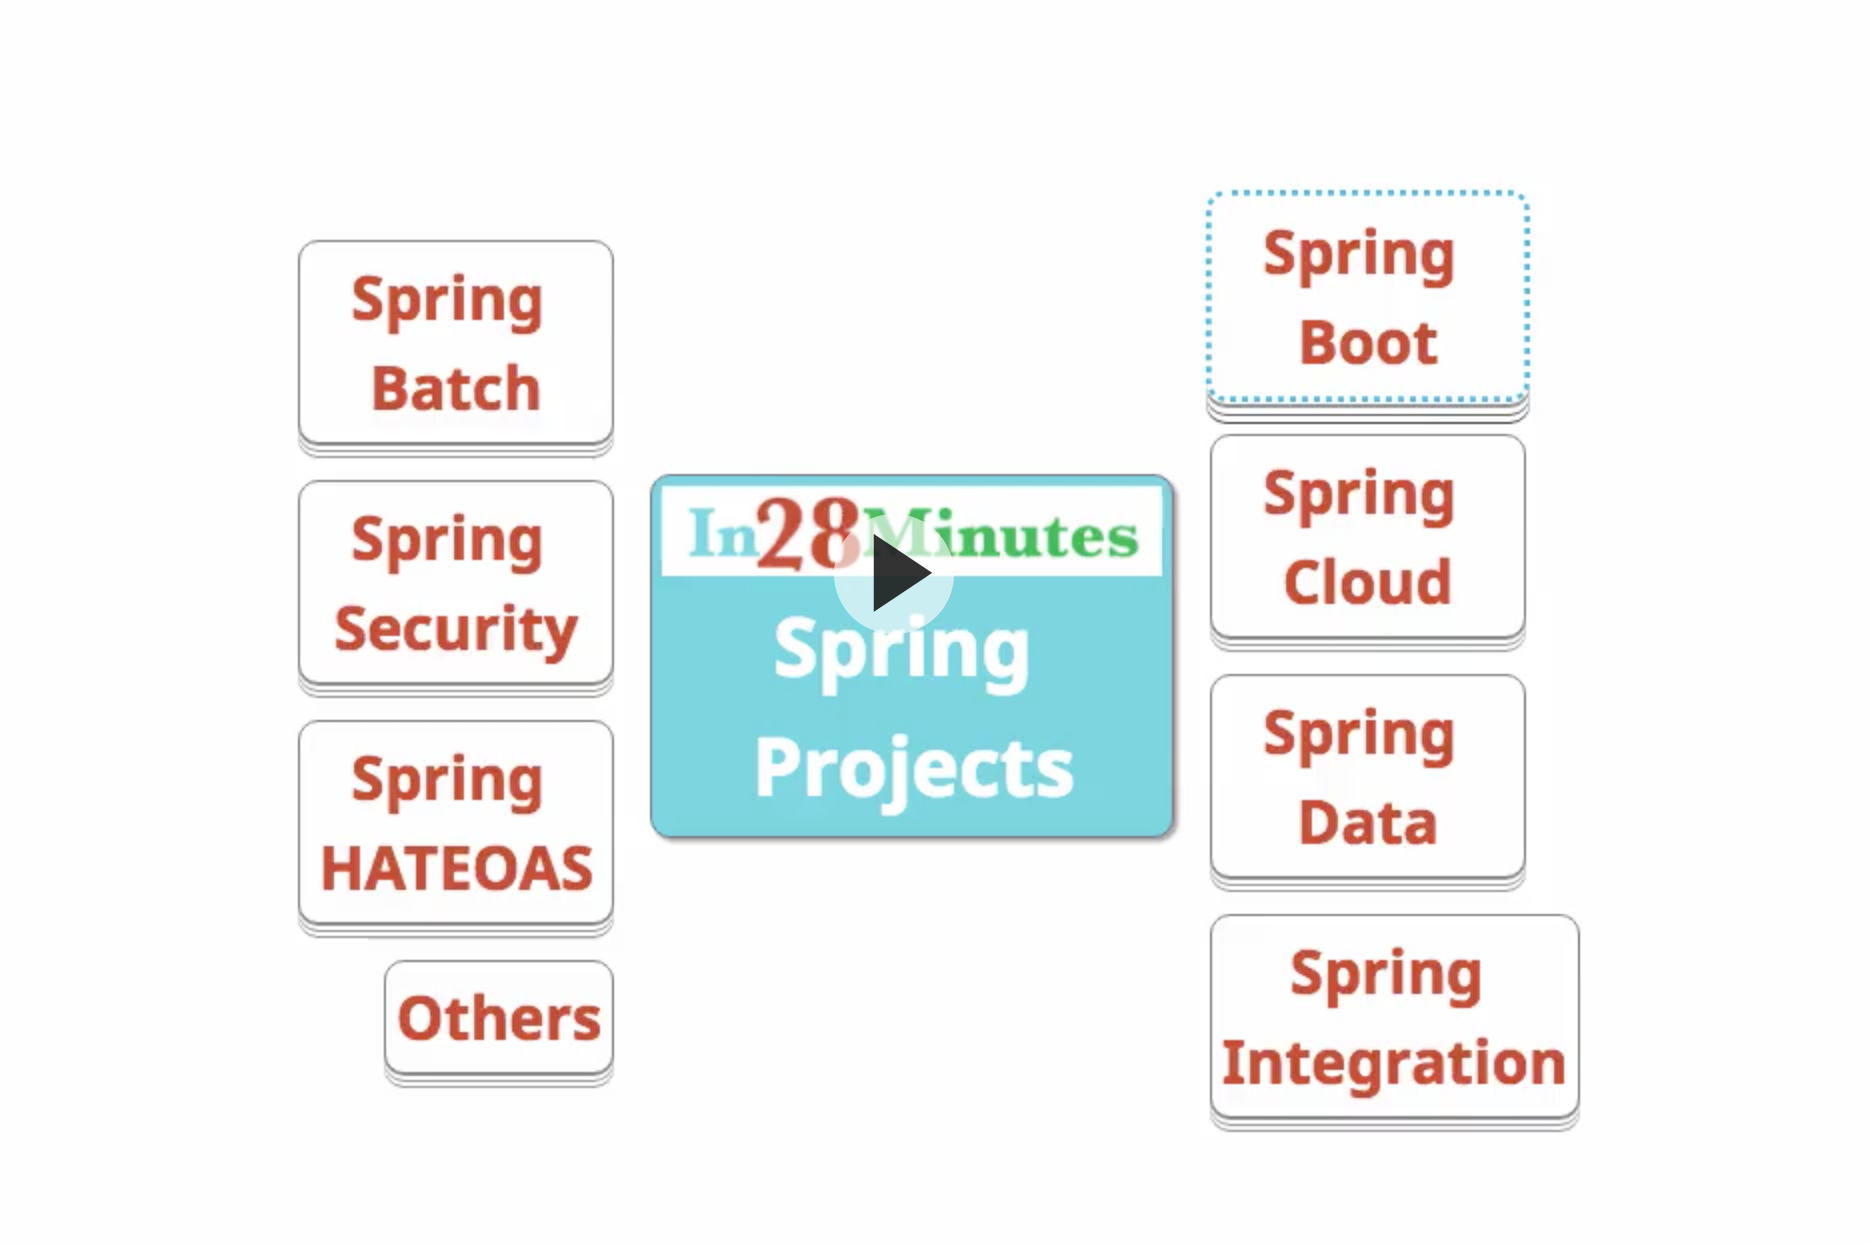 Spring
Batch
Spring
Security
Spring
HATEOAS
Others
In28Minutes
Spring
Projects
Spring
Boot
Spring
Cloud
Spring
Data
Spring
Integration